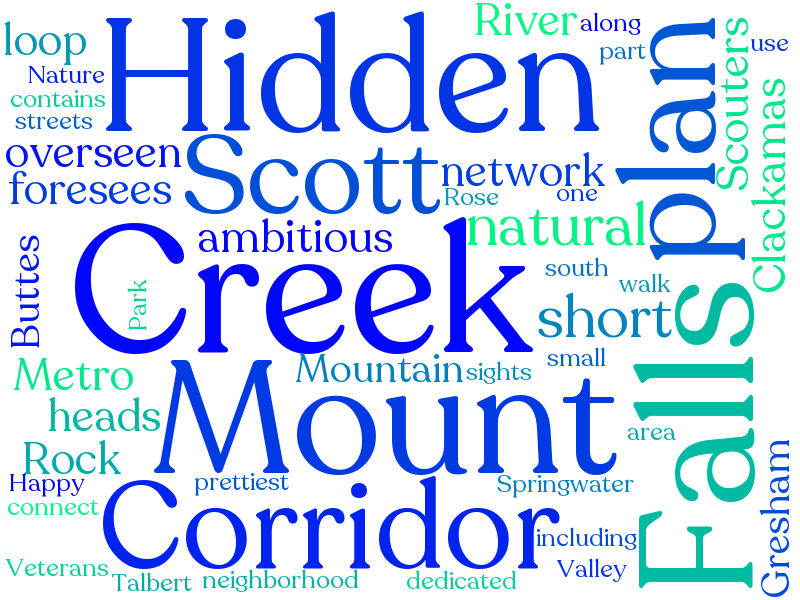 River
along
loop
Hidden
part
use
Nature
contains
streets
plan
Scouters
overseen
Scott
network
foresees
Rose
one
Clackamas
natural
ambitious
Creek
Buttes
Park
south
walk
short
Falls
small
Mountain
sights
Metro
Mount
heads
area
Rock
Happy
prettiest
Springwater
Gresham
connect
Corridor
including
Veterans
Talbert
neighborhood
dedicated
Valley